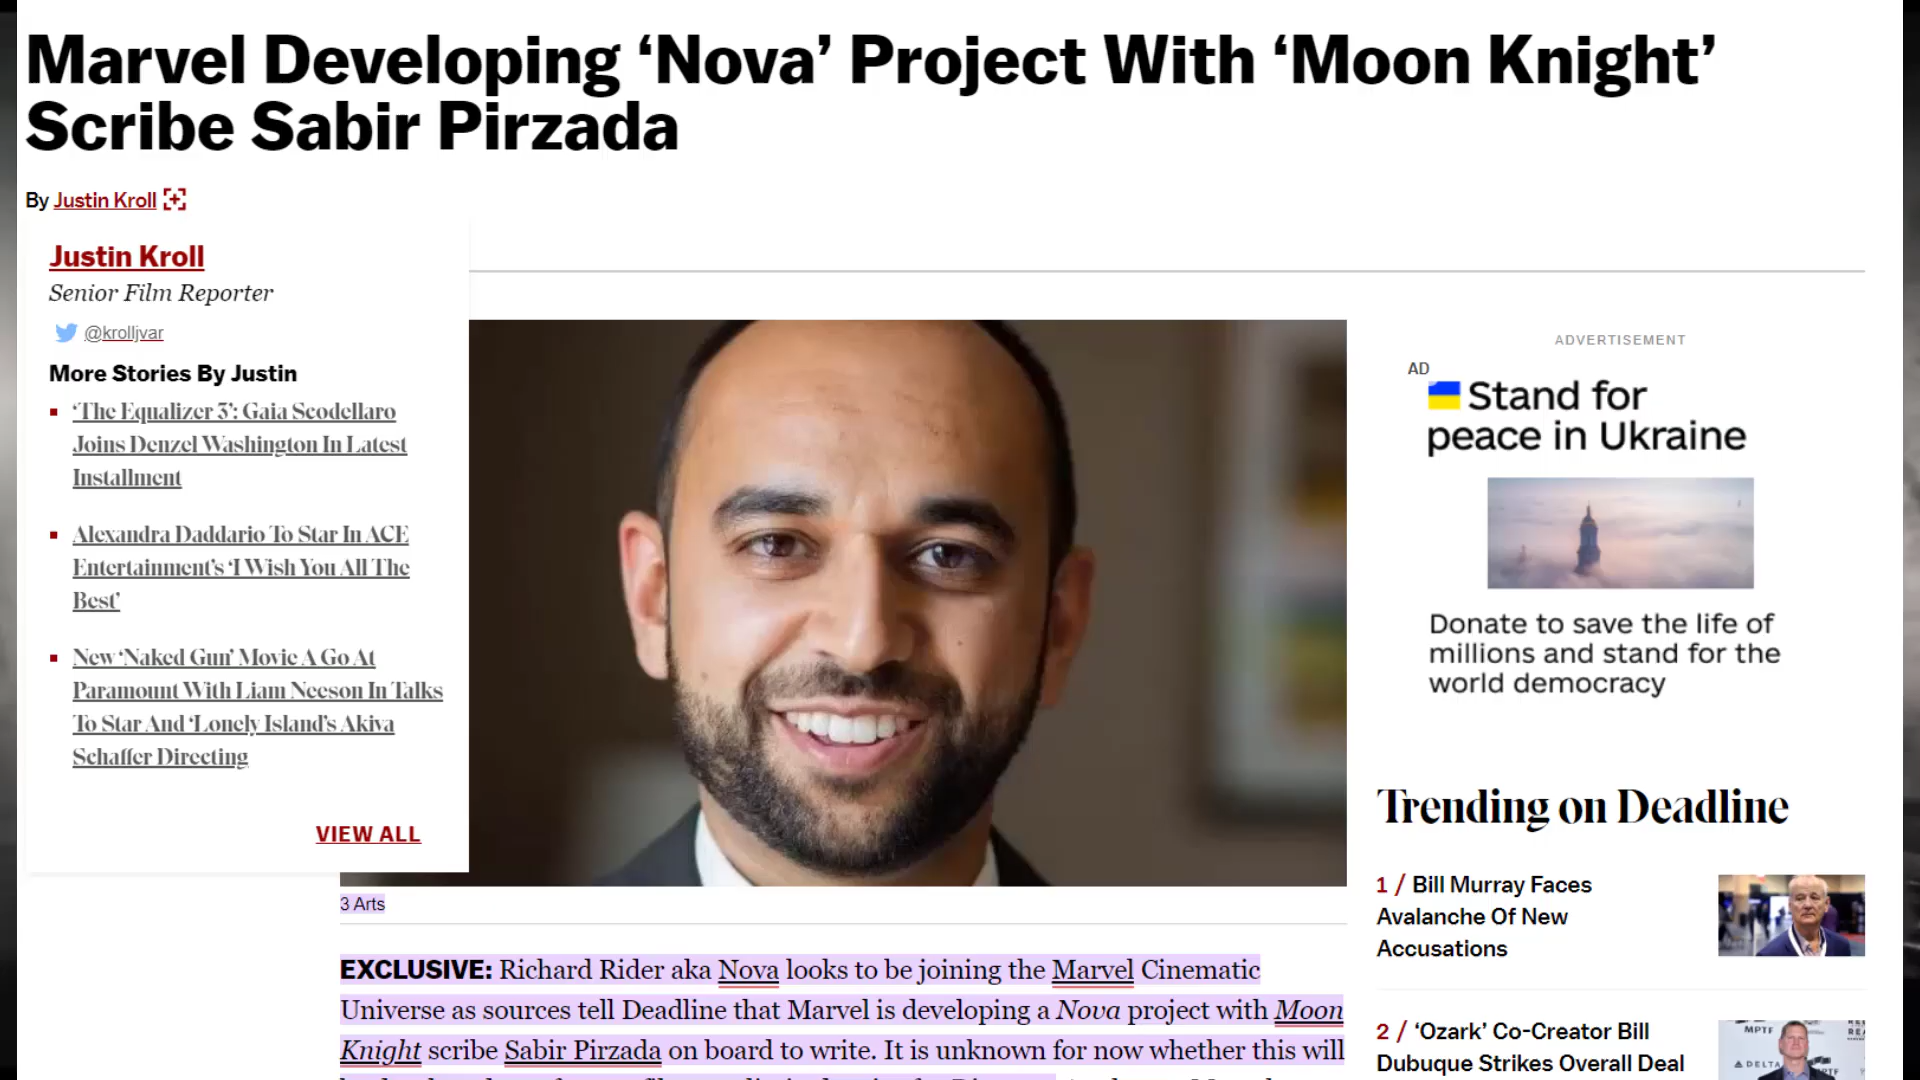 Marvel Developing ‘Nova’ Project With ‘Moon Knight’
Scribe Sabir Pirzada
By Justin Kroll
Justin Kroll
Senior Film Reporter
@krolljvar
More Stories By Justin
‘The Equalizer 3’: Gaia Scodellaro
Joins Denzel Washington In Latest
Installment
Alexandra Daddario To Star In ACE
Entertainment’s ‘I Wish You All The
Best’
New ‘Naked Gun’ Movie A Go At
Paramount With Liam Neeson In Talks
To Star And ‘Lonely Island’s Akiva
Schaffer Directing
VIEW ALL
3 Arts
EXCLUSIVE: Richard Rider aka Nova looks to be joining the Marvel Cinematic
Universe as sources tell Deadline that Marvel is developing a Nova project with Moon
Knight scribe Sabir Pirzada on board to write. It is unknown for now whether this will
ADVERTISEMENT
AD
Stand for
peace in Ukraine
Donate to save the life of
millions and stand for the
world democracy
Trending on Deadline
1 / Bill Murray Faces
Avalanche Of New
Accusations
2 / ‘Ozark’ Co-Creator Bill
Dubuque Strikes Overall Deal
MPTF
DELTA